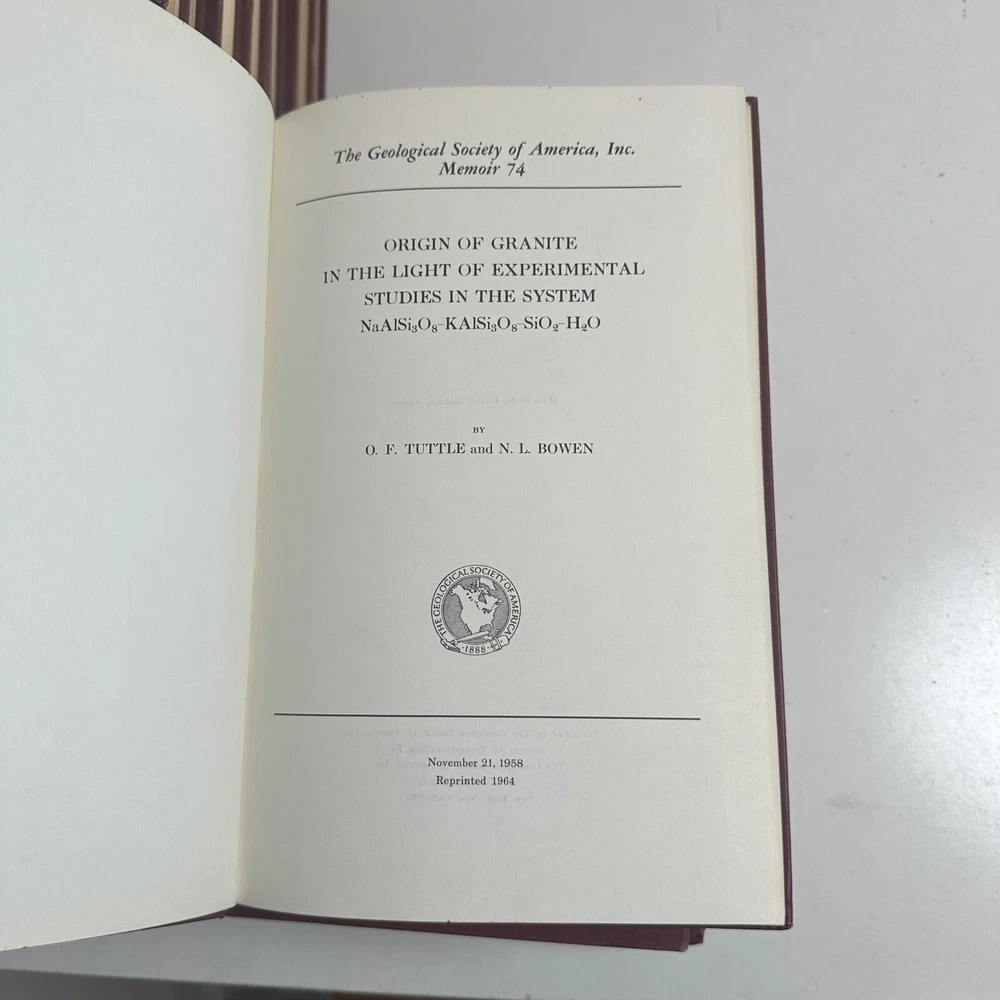 The Geological Society of America, Inc.
Memoir 74
ORIGIN OF GRANITE
IN THE LIGHT OF EXPERIMENTAL
STUDIES IN THE SYSTEM
NaAlSi₃O₈–KAlSi₃O₈–SiO₂–H₂O
BY
O. F. TUTTLE and N. L. BOWEN
THE GEOLOGICAL SOCIETY OF AMERICA
·1888·
November 21, 1958
Reprinted 1964